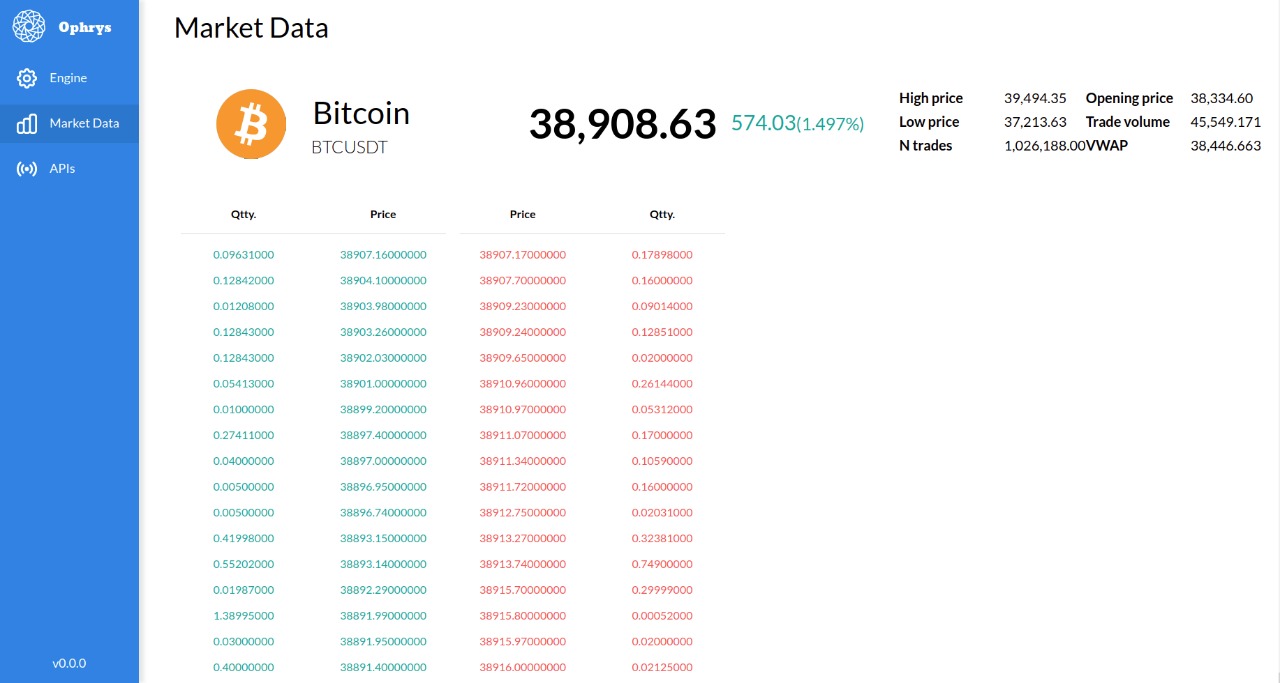 Ophrys
Engine
Market Data
APIs
v0.0.0
Market Data
Bitcoin
BTCUSDT
38,908.63 574.03(1.497%)
High price 39,494.35 Opening price 38,334.60
Low price 37,213.63 Trade volume 45,549.171
N trades 1,026,188.00 VWAP 38,446.663
Qtty. Price Price Qtty.
0.09631000 38907.16000000 38907.17000000 0.17898000
0.12842000 38904.10000000 38907.70000000 0.16000000
0.01208000 38903.98000000 38909.23000000 0.09014000
0.12843000 38903.26000000 38909.24000000 0.12851000
0.12843000 38902.03000000 38909.65000000 0.02000000
0.05413000 38901.00000000 38910.96000000 0.26144000
0.01000000 38899.20000000 38910.97000000 0.05312000
0.27411000 38897.40000000 38911.07000000 0.17000000
0.04000000 38897.00000000 38911.34000000 0.10590000
0.00500000 38896.95000000 38911.72000000 0.16000000
0.00500000 38896.74000000 38912.75000000 0.02031000
0.41998000 38893.15000000 38913.27000000 0.32381000
0.55202000 38893.14000000 38913.74000000 0.74900000
0.01987000 38892.29000000 38915.70000000 0.29999000
1.38995000 38891.99000000 38915.80000000 0.00052000
0.03000000 38891.95000000 38915.97000000 0.02000000
0.40000000 38891.40000000 38916.00000000 0.02125000